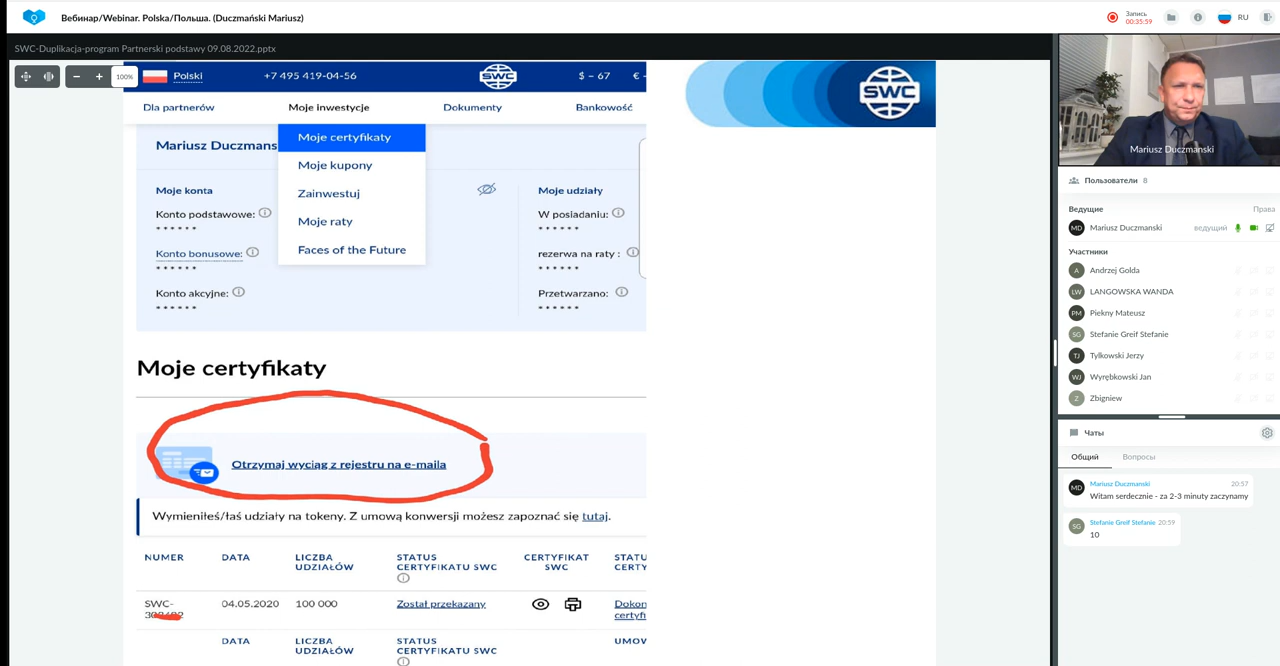 Вебинар/Webinar. Polska/Польша. (Duczmański Mariusz)
Запись
00:35:59
RU
SWC-Duplikacja-program Partnerski podstawy 09.08.2022.pptx
100%
Polski
+7 495 419-04-56
SWC
$ – 67
€ –
Dla partnerów
Moje inwestycje
Dokumenty
Bankowość
Moje certyfikaty
Moje kupony
Zainwestuj
Moje raty
Faces of the Future
Mariusz Duczmans
Moje konta
Konto podstawowe:
* * * * * *
Konto bonusowe:
* * * * * *
Konto akcyjne:
* * * * * *
Moje udziały
W posiadaniu:
* * * * * *
rezerwa na raty :
* * * * * *
Przetwarzano:
* * * * * *
SWC
Moje certyfikaty
Otrzymaj wyciąg z rejestru na e-maila
Wymieniłeś/łaś udziały na tokeny. Z umową konwersji możesz zapoznać się tutaj.
NUMER
DATA
LICZBA UDZIAŁÓW
STATUS CERTYFIKATU SWC
CERTYFIKAT SWC
STATU
CERTY
SWC-
04.05.2020
100 000
Został przekazany
Dokon
certyfi
DATA
LICZBA UDZIAŁÓW
STATUS CERTYFIKATU SWC
UMOW
Mariusz Duczmanski
Пользователи 8
Ведущие
Права
MD Mariusz Duczmanski ведущий
Участники
A Andrzej Golda
LW LANGOWSKA WANDA
PM Piekny Mateusz
SG Stefanie Greif Stefanie
TJ Tylkowski Jerzy
WJ Wyrębkowski Jan
Z Zbigniew
Чаты
Общий
Вопросы
MD Mariusz Duczmanski 20:57
Witam serdecznie - za 2-3 minuty zaczynamy
SG Stefanie Greif Stefanie 20:59
10